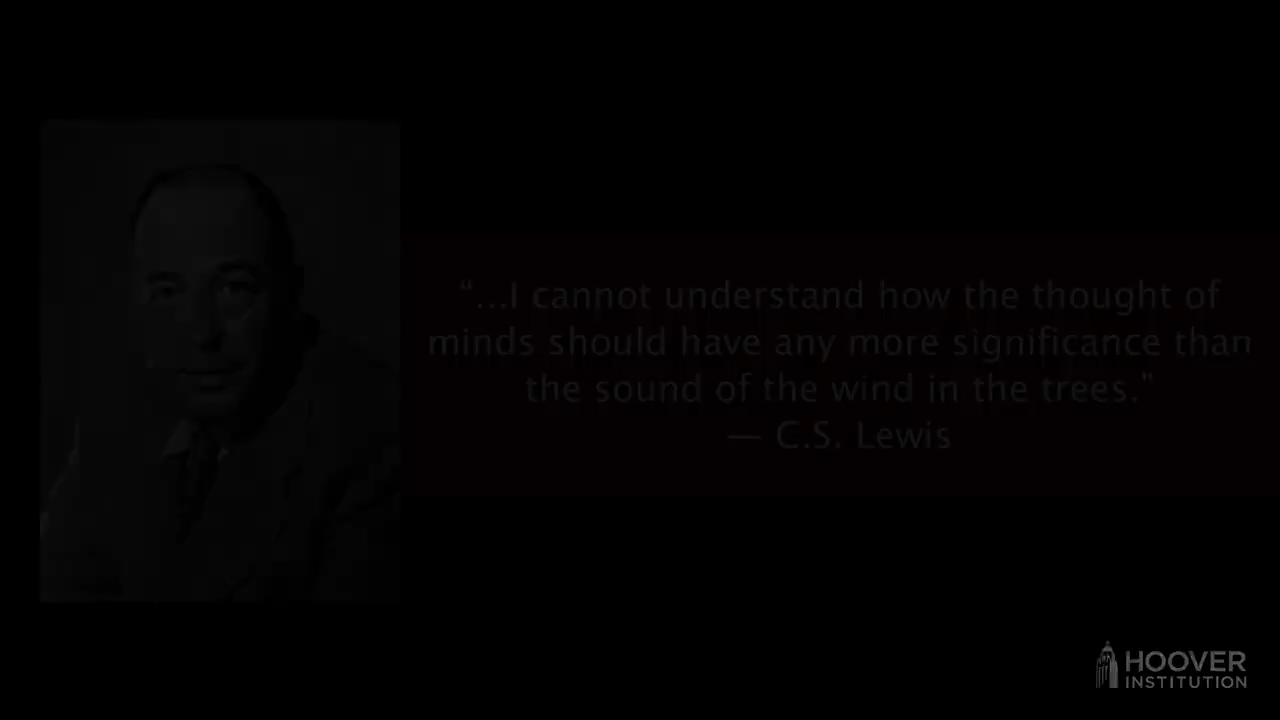 “...I cannot understand how the thought of
minds should have any more significance than
the sound of the wind in the trees."
— C.S. Lewis
HOOVER
INSTITUTION